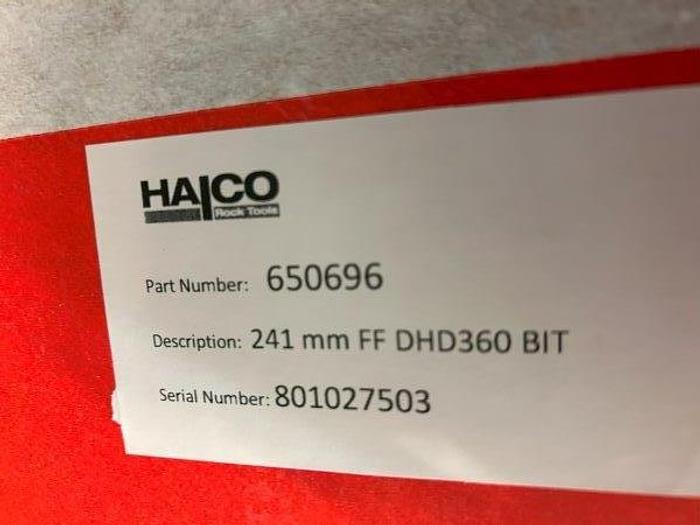 HALCO
Rock Tools
Part Number: 650696
Description: 241 mm FF DHD360 BIT
Serial Number: 801027503